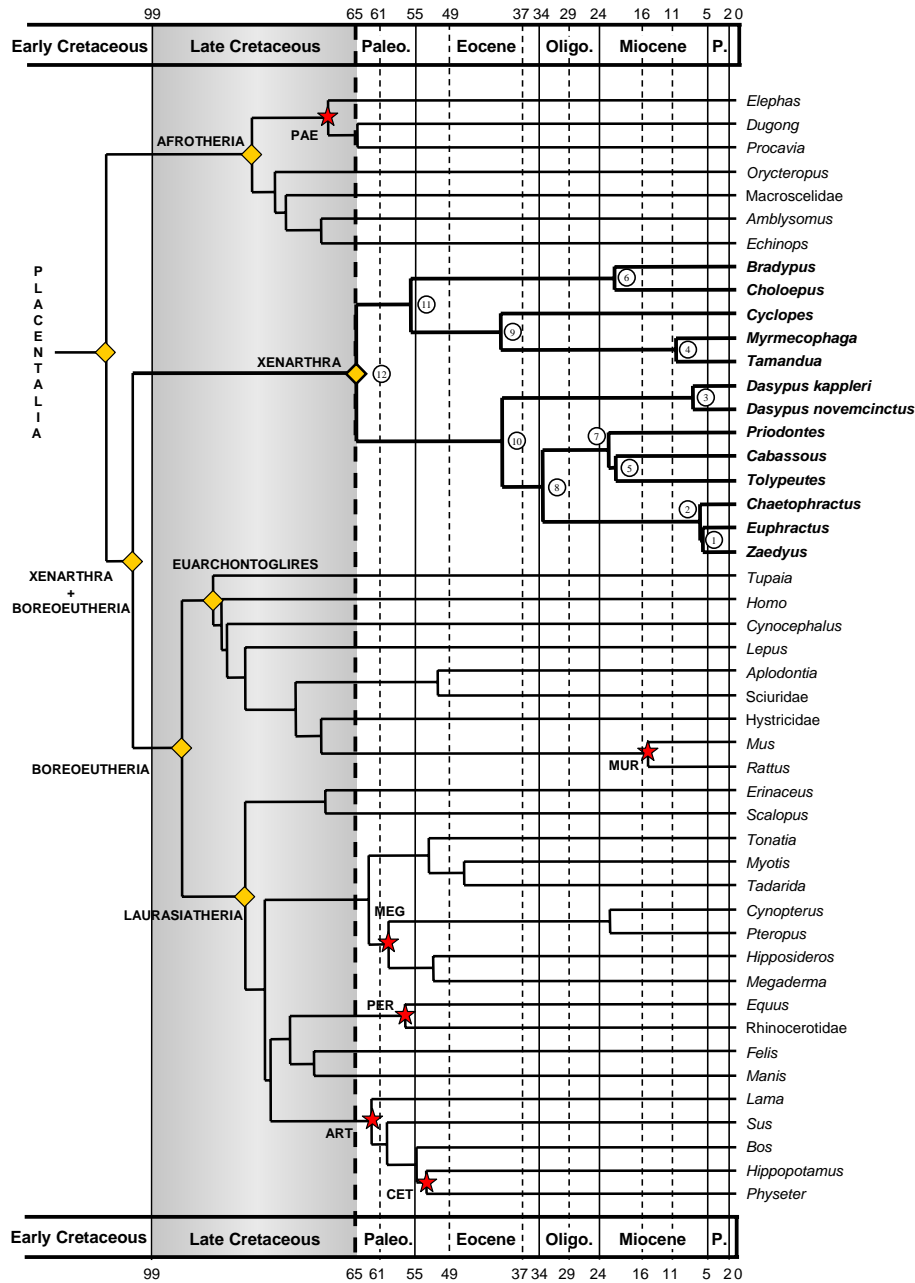 99 65 61 55 49 37 34 29 24 16 11 5 2 0
Early Cretaceous Late Cretaceous Paleo. Eocene Oligo. Miocene P.
Elephas
PAE
Dugong
AFROTHERIA
Procavia
Orycteropus
Macroscelidae
Amblysomus
Echinops
PLACENTALIA
Bradypus
6
Choloepus
11
Cyclopes
9
Myrmecophaga
4
XENARTHRA
Tamandua
12
Dasypus kappleri
3
Dasypus novemcinctus
Priodontes
7
10
Cabassous
5
Tolypeutes
8
Chaetophractus
2
Euphractus
1
Zaedyus
EUARCHONTOGLIRES
XENARTHRA
+
BOREOEUTHERIA
Tupaia
Homo
Cynocephalus
Lepus
Aplodontia
Sciuridae
Hystricidae
Mus
MUR
Rattus
BOREOEUTHERIA
Erinaceus
Scalopus
Tonatia
Myotis
Tadarida
LAURASIATHERIA
MEG
Cynopterus
Pteropus
Hipposideros
Megaderma
PER
Equus
Rhinocerotidae
Felis
Manis
Lama
ART
Sus
Bos
Hippopotamus
CET
Physeter
Early Cretaceous Late Cretaceous Paleo. Eocene Oligo. Miocene P.
99 65 61 55 49 37 34 29 24 16 11 5 2 0